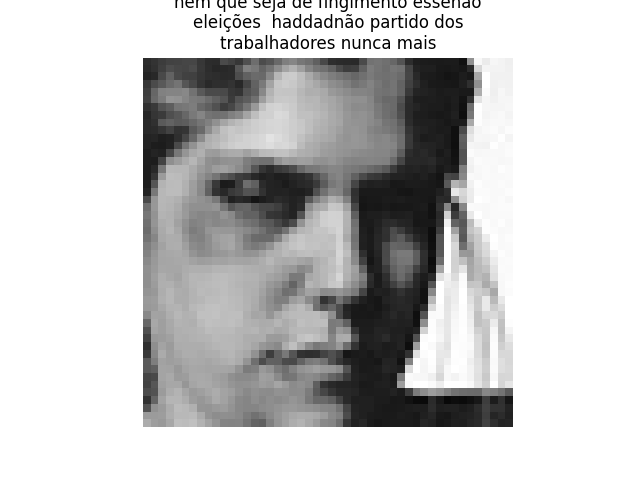 nem que seja de fingimento essenão
eleições  haddadnão partido dos
trabalhadores nunca mais